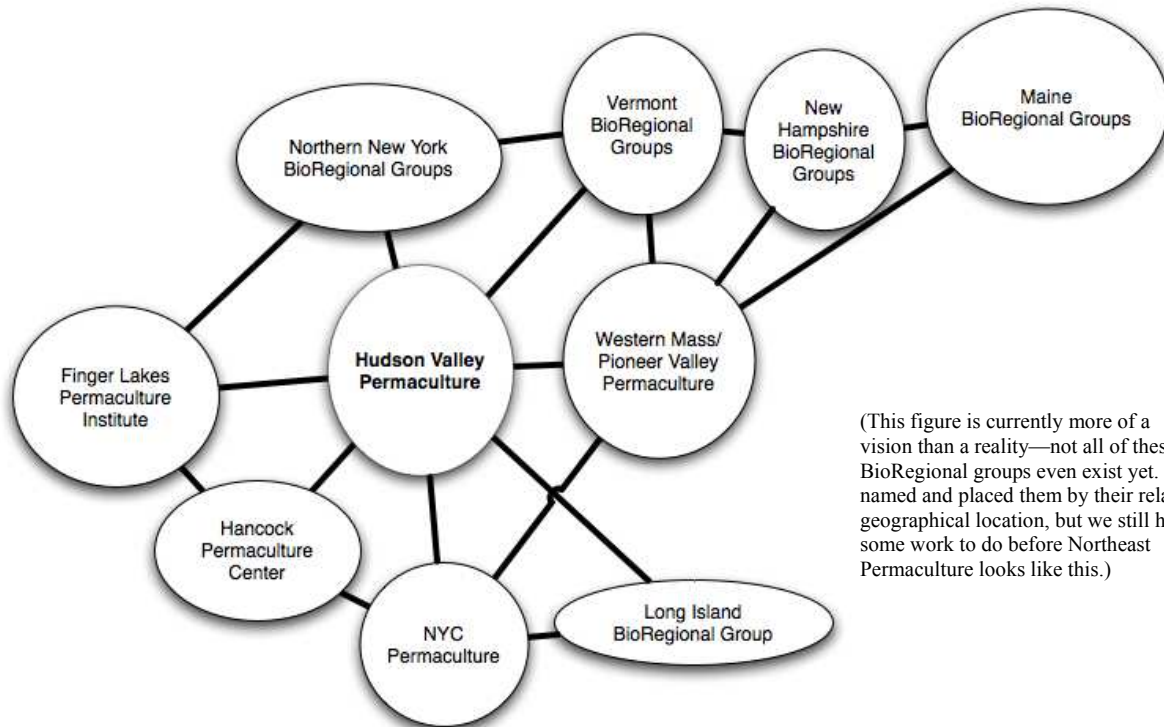 Vermont
BioRegional
Groups
New
Hampshire
BioRegional
Groups
Maine
BioRegional Groups
Northern New York
BioRegional Groups
Hudson Valley
Permaculture
Western Mass/
Pioneer Valley
Permaculture
Finger Lakes
Permaculture
Institute
(This figure is currently more of a
vision than a reality—not all of thes
BioRegional groups even exist yet.
named and placed them by their rela
geographical location, but we still h
some work to do before Northeast
Permaculture looks like this.)
Hancock
Permaculture
Center
NYC
Permaculture
Long Island
BioRegional Group